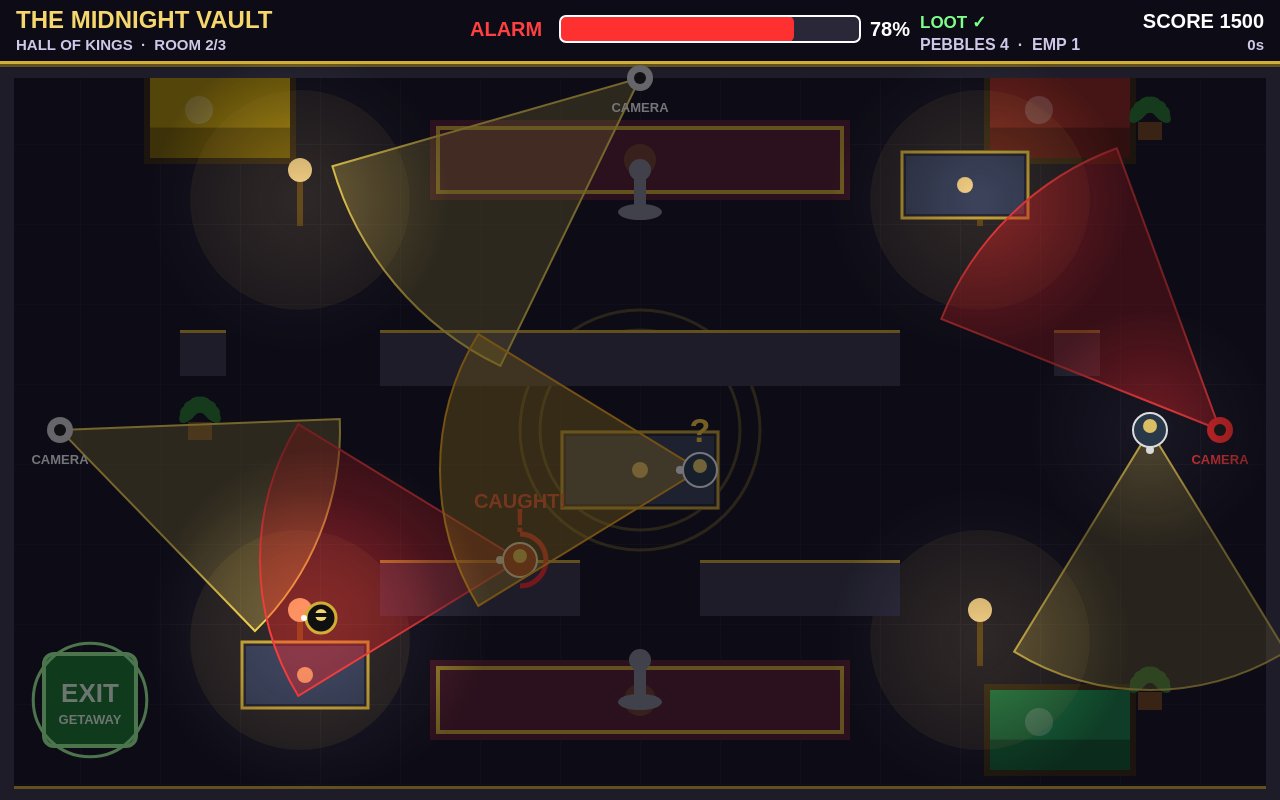 THE MIDNIGHT VAULT
HALL OF KINGS · ROOM 2/3
ALARM
78%
LOOT ✓
PEBBLES 4 · EMP 1
SCORE 1500
0s
CAMERA
CAMERA
CAMERA
?
CAUGHT
!
EXIT
GETAWAY